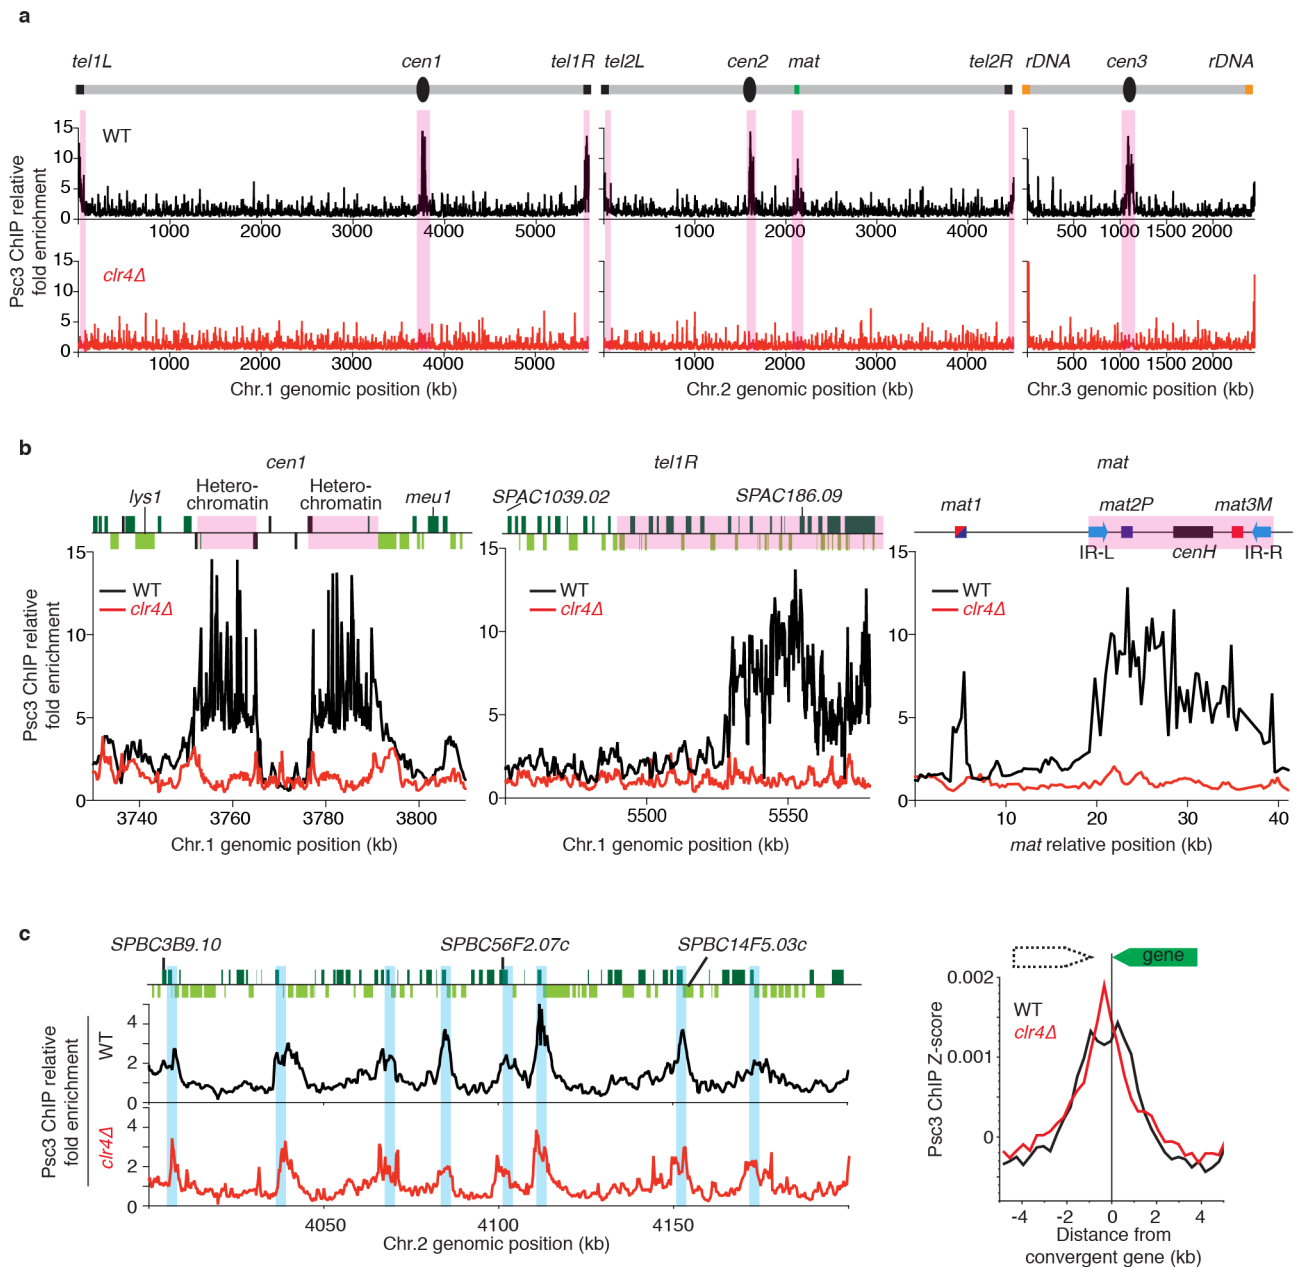 a
tel1L cen1 tel1R tel2L cen2 mat tel2R rDNA cen3 rDNA
Psc3 ChIP relative
fold enrichment
WT
15
10
5
0
1000 2000 3000 4000 5000
1000 2000 3000 4000
500 1000 1500 2000
clr4Δ
15
10
5
0
1000 2000 3000 4000 5000
1000 2000 3000 4000
500 1000 1500 2000
Chr.1 genomic position (kb)
Chr.2 genomic position (kb)
Chr.3 genomic position (kb)
b
cen1
lys1
Hetero-
chromatin
Hetero-
chromatin
meu1
Psc3 ChIP relative
fold enrichment
15
10
5
0
WT
clr4Δ
3740 3760 3780 3800
Chr.1 genomic position (kb)
tel1R
SPAC1039.02
SPAC186.09
15
10
5
0
WT
clr4Δ
5500 5550
Chr.1 genomic position (kb)
mat
mat1
mat2P
mat3M
IR-L
cenH
IR-R
15
10
5
0
WT
clr4Δ
10 20 30 40
mat relative position (kb)
c
SPBC3B9.10
SPBC56F2.07c
SPBC14F5.03c
Psc3 ChIP relative
fold enrichment
WT
4
2
0
clr4Δ
4
2
0
4050 4100 4150
Chr.2 genomic position (kb)
gene
Psc3 ChIP Z-score
0.002
0.001
0
WT
clr4Δ
-4 -2 0 2 4
Distance from
convergent gene (kb)